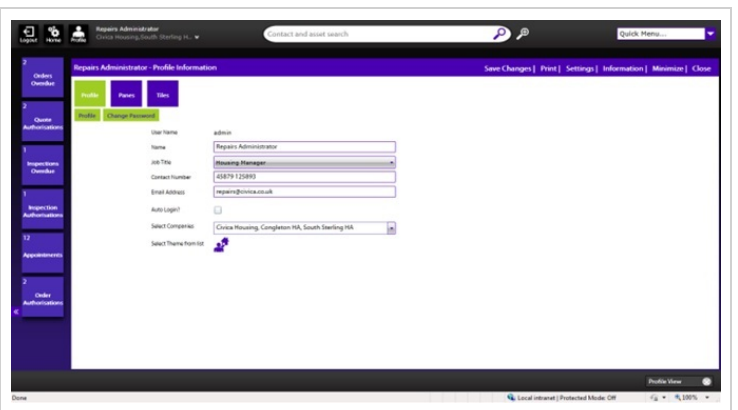 Logout Home Profile
Repairs Administrator
Civica Housing,South Sterling H..
Contact and asset search
Quick Menu...
2
Orders
Overdue
2
Quote
Authorisations
1
Inspections
Overdue
1
Inspection
Authorisations
12
Appointments
2
Order
Authorisations
«
Repairs Administrator - Profile Information
Save Changes | Print | Settings | Information | Minimize | Close
Profile Panes Tiles
Profile Change Password
User Name admin
Name Repairs Administrator
Job Title Housing Manager
Contact Number 45879 125893
Email Address repairs@civica.co.uk
Auto Login?
Select Companies Civica Housing, Congleton HA, South Sterling HA
Select Theme from list
Profile View
Done
Local intranet | Protected Mode: Off
100%